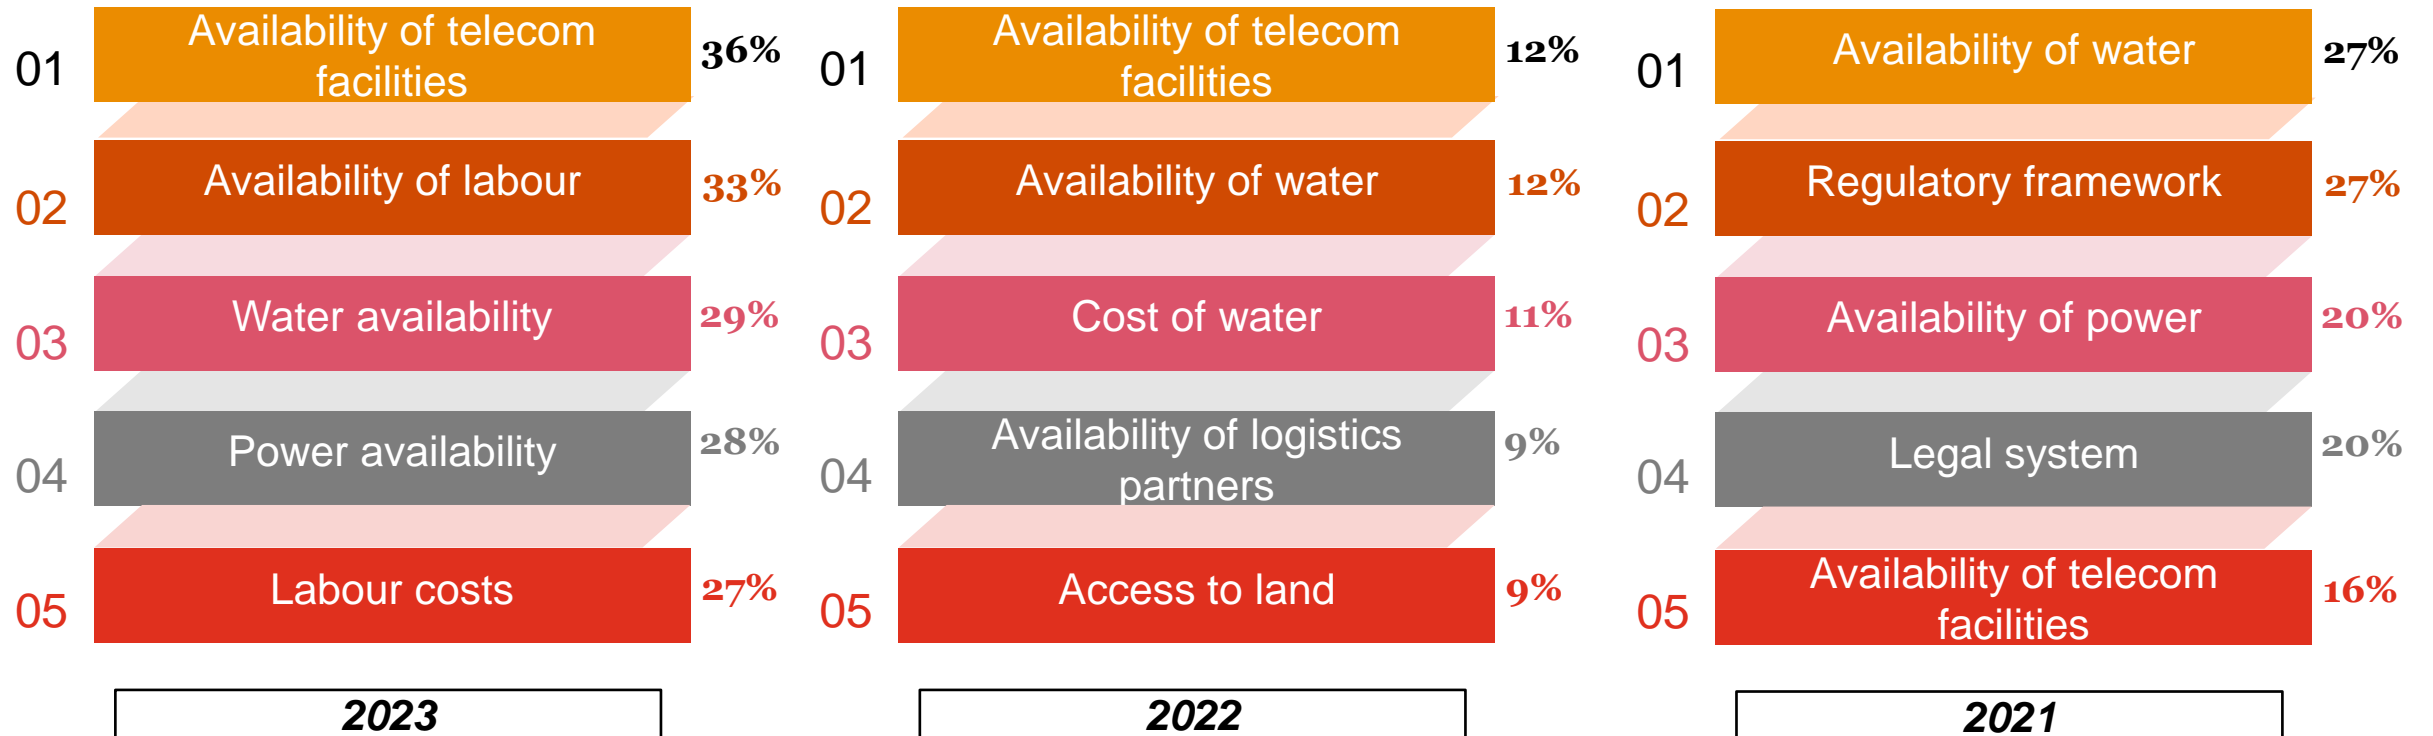 01
Availability of telecom
facilities
36%
02
Availability of labour
33%
03
Water availability
29%
04
Power availability
28%
05
Labour costs
27%
2023
01
Availability of telecom
facilities
12%
02
Availability of water
12%
03
Cost of water
11%
04
Availability of logistics
partners
9%
05
Access to land
9%
2022
01
Availability of water
27%
02
Regulatory framework
27%
03
Availability of power
20%
04
Legal system
20%
05
Availability of telecom
facilities
16%
2021